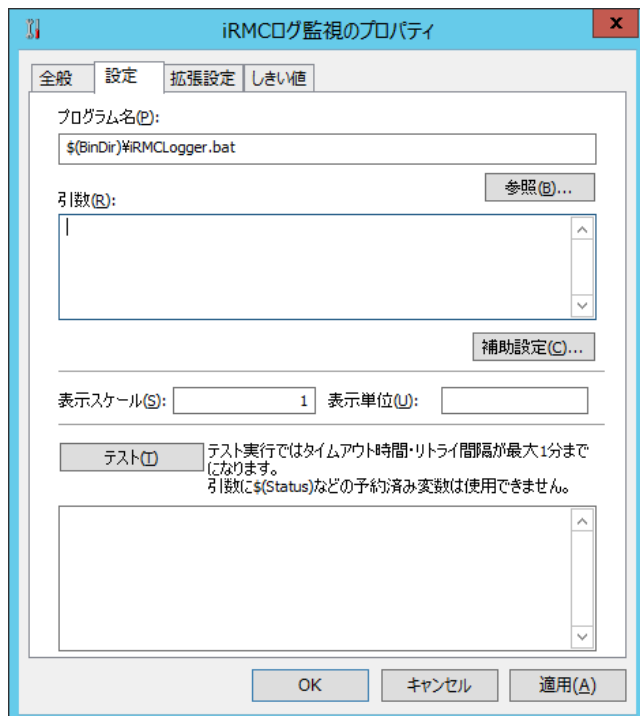 iRMCログ監視のプロパティ
x
全般 設定 拡張設定 しきい値
プログラム名(P):
$(BinDir)¥iRMCLogger.bat
参照(B)...
引数(R):
補助設定(C)...
表示スケール(S): 1 表示単位(U):
テスト(T)
テスト実行ではタイムアウト時間・リトライ間隔が最大1分まで
になります。
引数に$(Status)などの予約済み変数は使用できません。
OK キャンセル 適用(A)